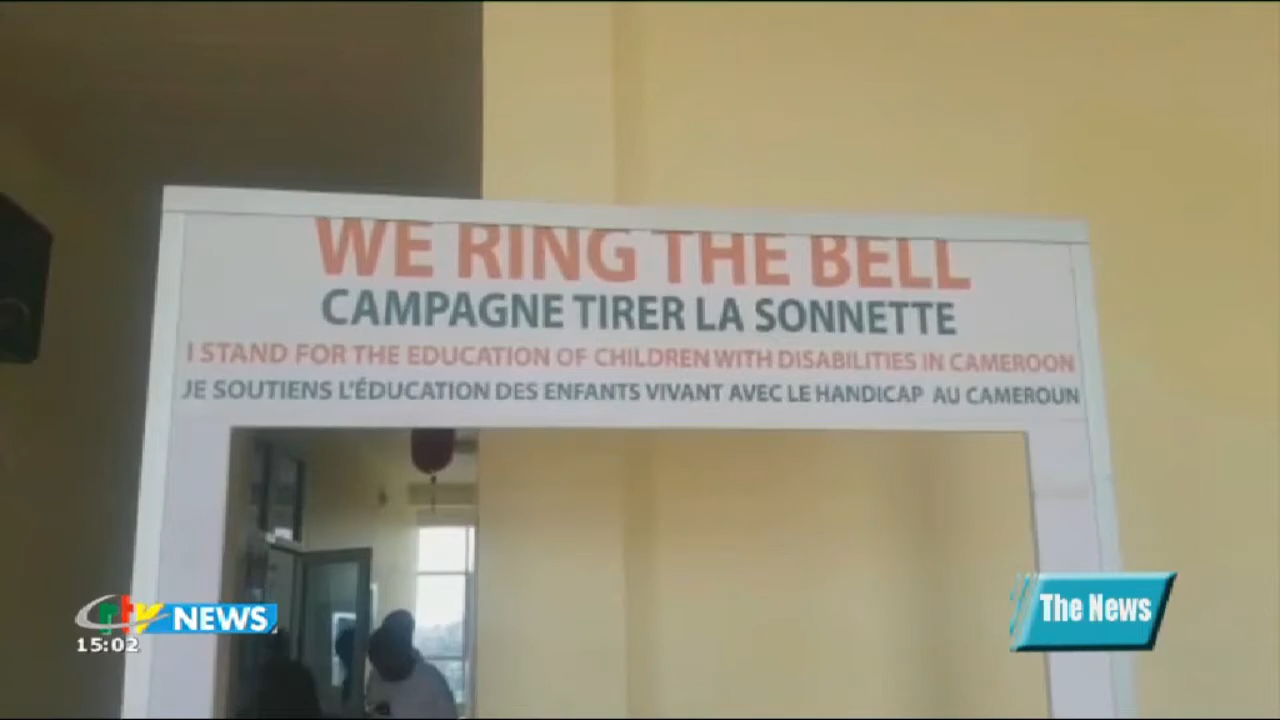 WE RING THE BELL
CAMPAGNE TIRER LA SONNETTE
I STAND FOR THE EDUCATION OF CHILDREN WITH DISABILITIES IN CAMEROON
JE SOUTIENS L'ÉDUCATION DES ENFANTS VIVANT AVEC LE HANDICAP AU CAMEROUN
crtv NEWS
15:02
The News